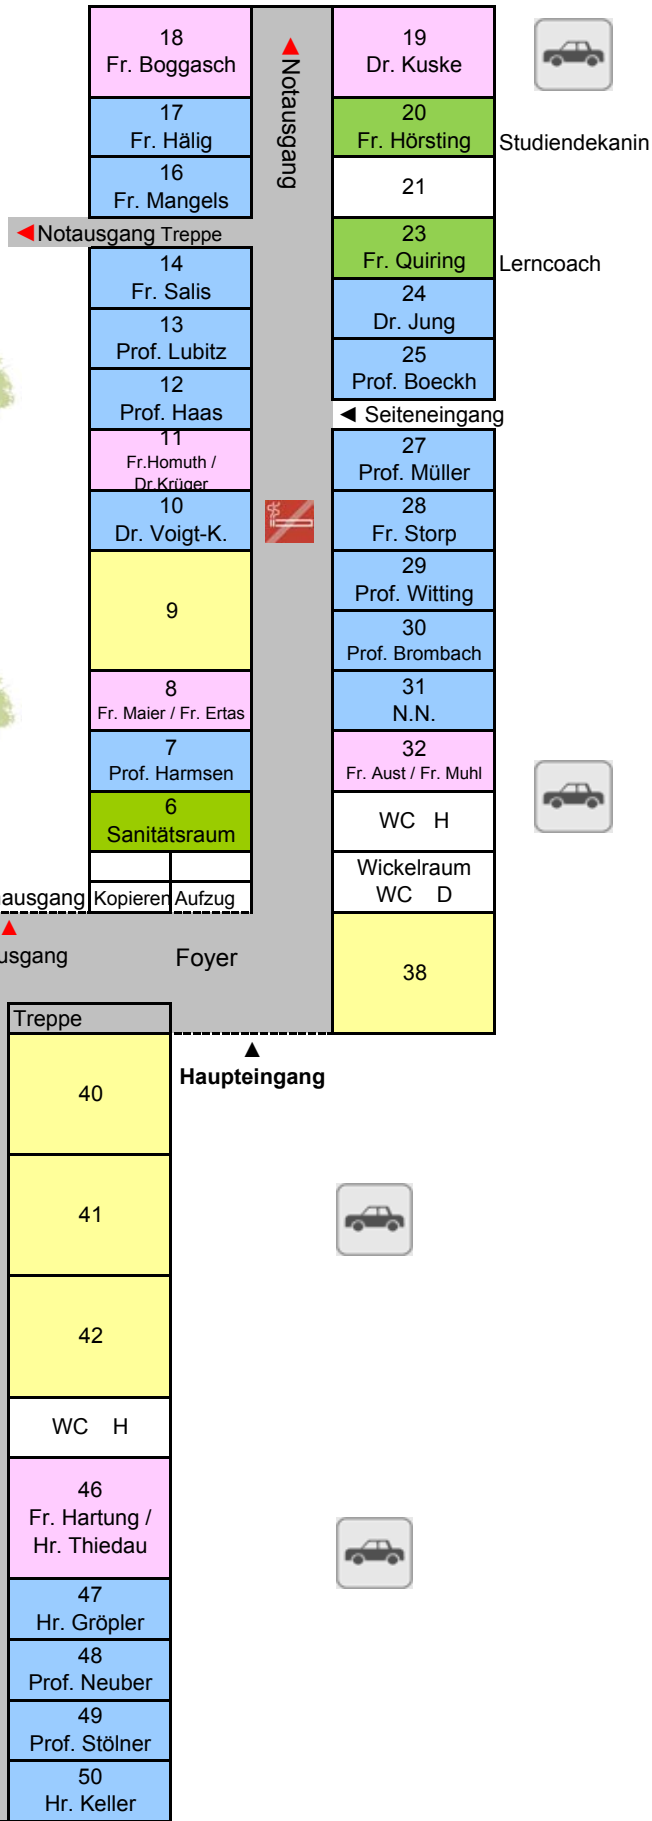 18
Fr. Boggasch
17
Fr. Hälig
16
Fr. Mangels
Notausgang
19
Dr. Kuske
20
Fr. Hörsting
Studiendekanin
21
Notausgang Treppe
23
Fr. Quiring
Lerncoach
14
Fr. Salis
24
Dr. Jung
13
Prof. Lubitz
25
Prof. Boeckh
12
Prof. Haas
Seiteneingang
11
Fr.Homuth /
Dr.Krüger
27
Prof. Müller
10
Dr. Voigt-K.
28
Fr. Storp
9
29
Prof. Witting
30
Prof. Brombach
8
Fr. Maier / Fr. Ertas
31
N.N.
7
Prof. Harmsen
32
Fr. Aust / Fr. Muhl
6
Sanitätsraum
WC H
Wickelraum
WC D
ausgang
Kopieren
Aufzug
usgang
Foyer
38
Treppe
Haupteingang
40
41
42
WC H
46
Fr. Hartung /
Hr. Thiedau
47
Hr. Gröpler
48
Prof. Neuber
49
Prof. Stölner
50
Hr. Keller